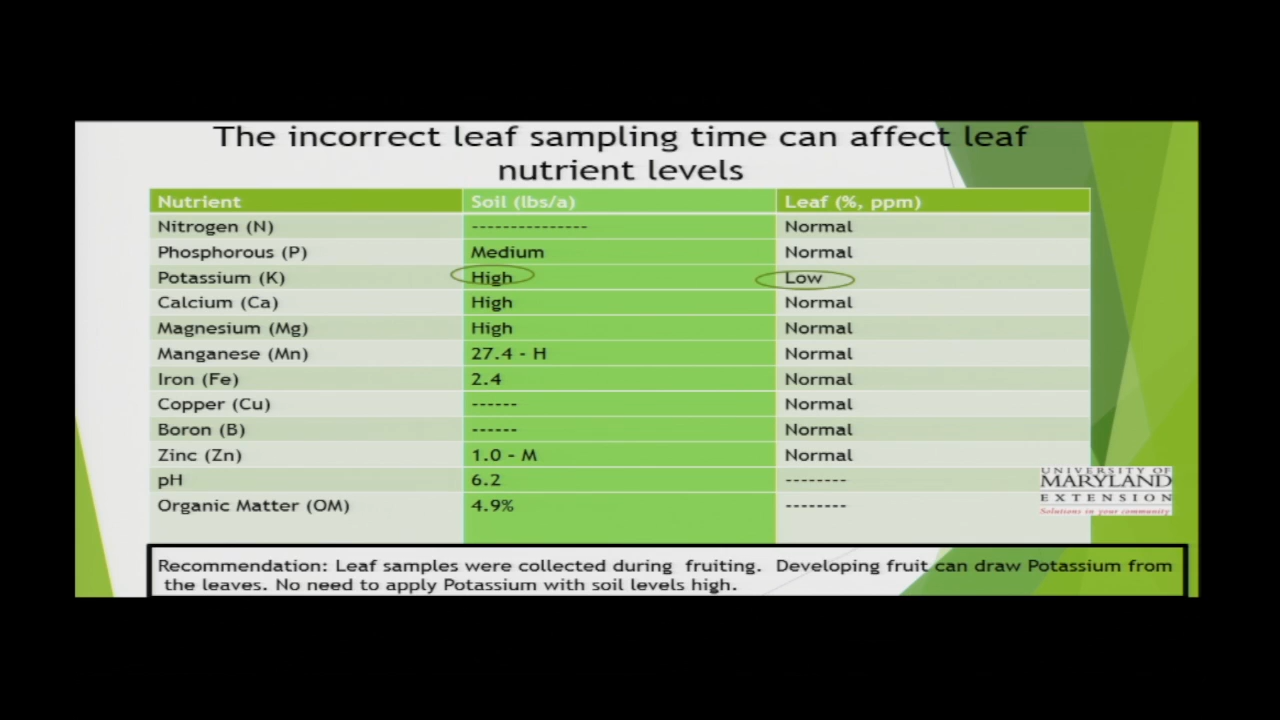 The incorrect leaf sampling time can affect leaf
nutrient levels
Nutrient Soil (lbs/a) Leaf (%, ppm)
Nitrogen (N) --------------- Normal
Phosphorous (P) Medium Normal
Potassium (K) High Low
Calcium (Ca) High Normal
Magnesium (Mg) High Normal
Manganese (Mn) 27.4 - H Normal
Iron (Fe) 2.4 Normal
Copper (Cu) ------ Normal
Boron (B) ------ Normal
Zinc (Zn) 1.0 - M Normal
pH 6.2 --------
Organic Matter (OM) 4.9% --------
UNIVERSITY OF
MARYLAND
EXTENSION
Solutions in your community
Recommendation: Leaf samples were collected during fruiting. Developing fruit can draw Potassium from
the leaves. No need to apply Potassium with soil levels high.